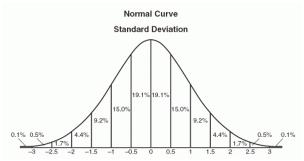 Normal Curve
Standard Deviation
19.1% 19.1%
15.0% 15.0%
9.2% 9.2%
0.1% 0.5% 4.4% 4.4% 0.5% 0.1%
1.7% 1.7%
–3 –2.5 –2 –1.5 –1 –0.5 0 0.5 1 1.5 2 2.5 3